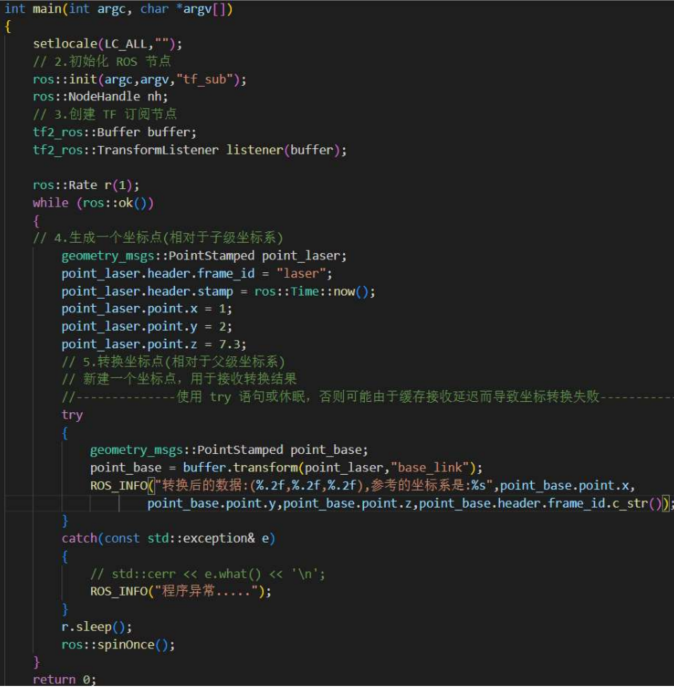 int main(int argc, char *argv[])
{
setlocale(LC_ALL,"");
// 2.初始化 ROS 节点
ros::init(argc,argv,"tf_sub");
ros::NodeHandle nh;
// 3.创建 TF 订阅节点
tf2_ros::Buffer buffer;
tf2_ros::TransformListener listener(buffer);
ros::Rate r(1);
while (ros::ok())
{
// 4.生成一个坐标点(相对于子级坐标系)
geometry_msgs::PointStamped point_laser;
point_laser.header.frame_id = "laser";
point_laser.header.stamp = ros::Time::now();
point_laser.point.x = 1;
point_laser.point.y = 2;
point_laser.point.z = 7.3;
// 5.转换坐标点(相对于父级坐标系)
// 新建一个坐标点，用于接收转换结果
//--------------使用 try 语句或休眠，否则可能由于缓存接收延迟而导致坐标转换失败-----------
try
{
geometry_msgs::PointStamped point_base;
point_base = buffer.transform(point_laser,"base_link");
ROS_INFO("转换后的数据:(%.2f,%.2f,%.2f),参考的坐标系是:%s",point_base.point.x,
point_base.point.y,point_base.point.z,point_base.header.frame_id.c_str());
}
catch(const std::exception& e)
{
// std::cerr << e.what() << '\n';
ROS_INFO("程序异常.....");
}
r.sleep();
ros::spinOnce();
}
return 0;